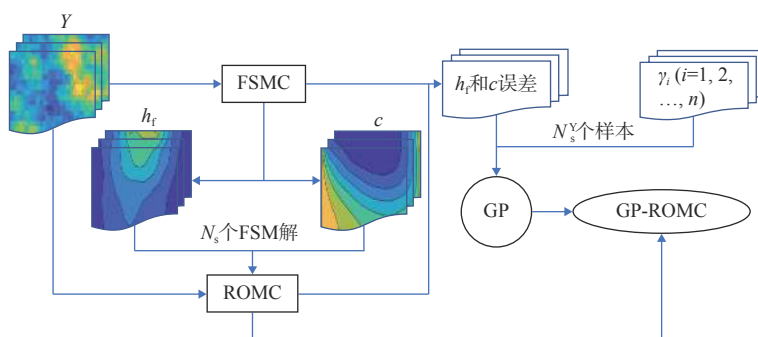 Y
FSMC
h_f和c误差
γ_i (i=1, 2,
…, n)
h_f
c
N_s^Y个样本
GP
GP-ROMC
N_s个FSM解
ROMC